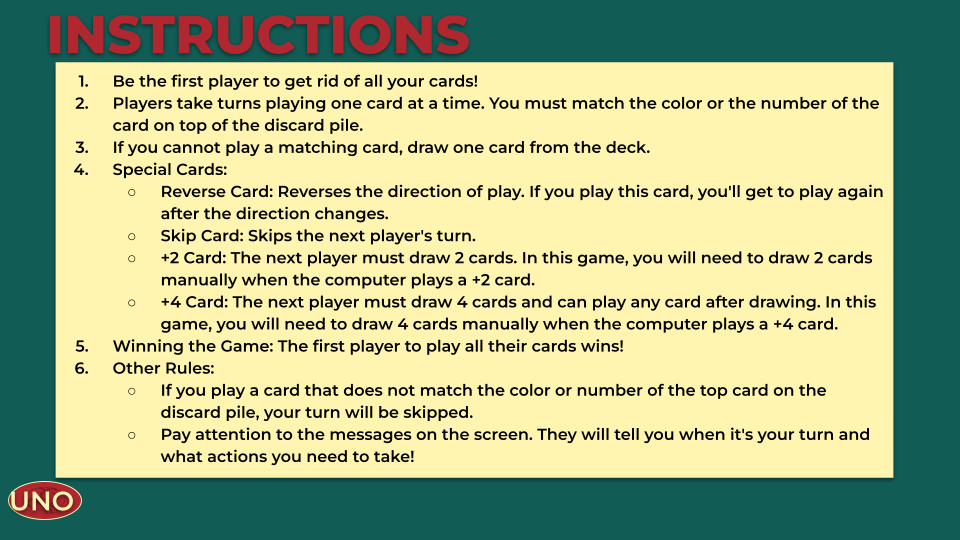 INSTRUCTIONS
1. Be the first player to get rid of all your cards!
2. Players take turns playing one card at a time. You must match the color or the number of the
card on top of the discard pile.
3. If you cannot play a matching card, draw one card from the deck.
4. Special Cards:
○ Reverse Card: Reverses the direction of play. If you play this card, you'll get to play again
after the direction changes.
○ Skip Card: Skips the next player's turn.
○ +2 Card: The next player must draw 2 cards. In this game, you will need to draw 2 cards
manually when the computer plays a +2 card.
○ +4 Card: The next player must draw 4 cards and can play any card after drawing. In this
game, you will need to draw 4 cards manually when the computer plays a +4 card.
5. Winning the Game: The first player to play all their cards wins!
6. Other Rules:
○ If you play a card that does not match the color or number of the top card on the
discard pile, your turn will be skipped.
○ Pay attention to the messages on the screen. They will tell you when it's your turn and
what actions you need to take!
UNO